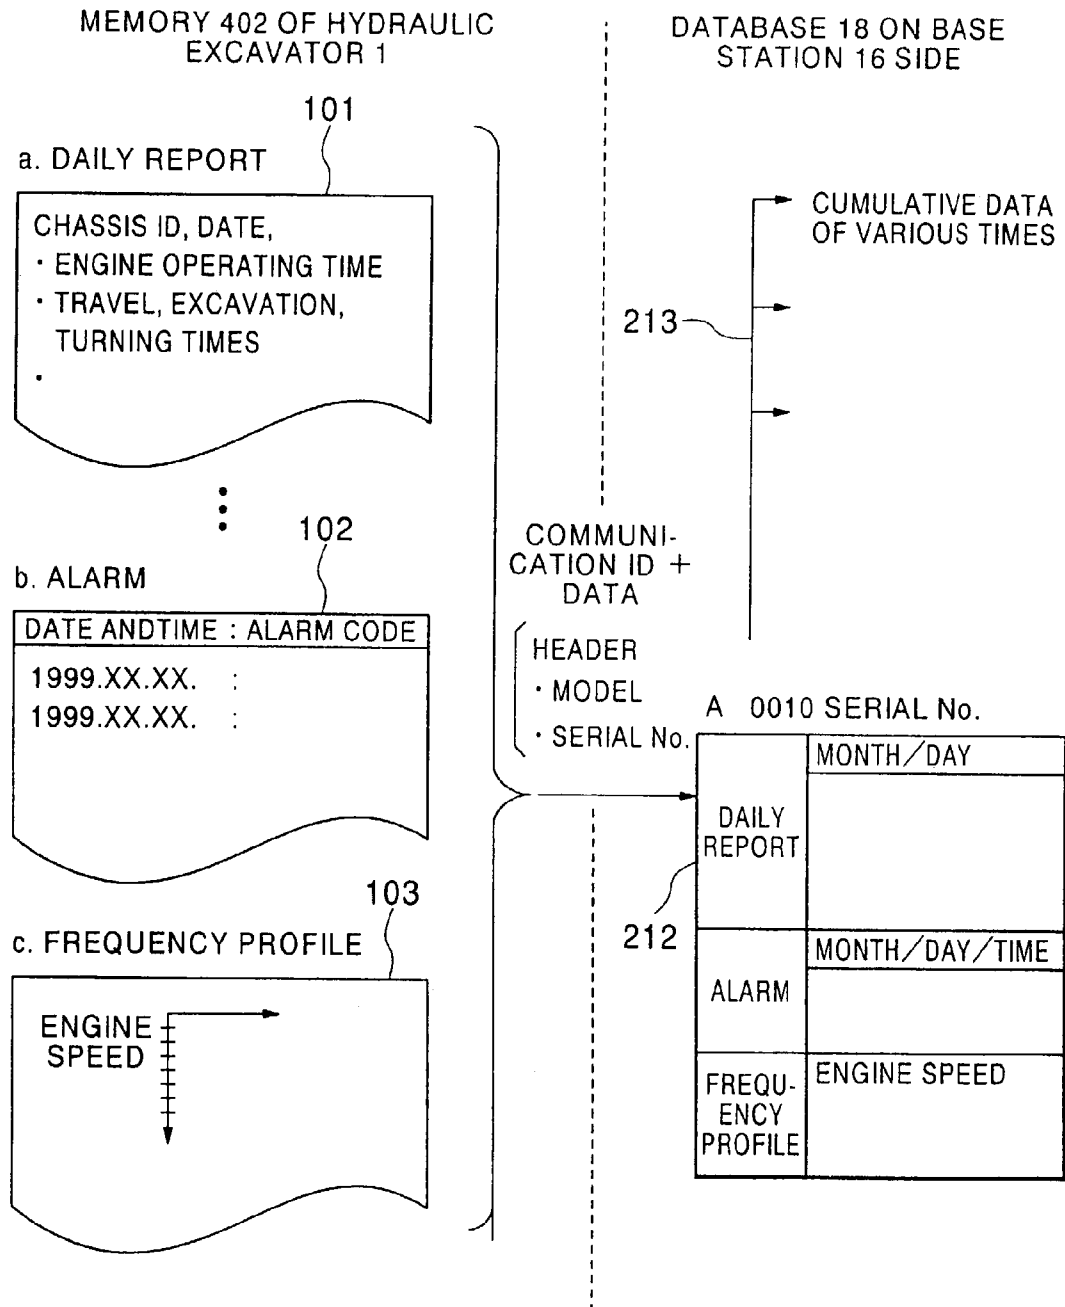 MEMORY 402 OF HYDRAULIC
EXCAVATOR 1
DATABASE 18 ON BASE
STATION 16 SIDE
101
a. DAILY REPORT
CHASSIS ID, DATE,
· ENGINE OPERATING TIME
· TRAVEL, EXCAVATION,
TURNING TIMES
·
CUMULATIVE DATA
OF VARIOUS TIMES
213
102
b. ALARM
DATE ANDTIME : ALARM CODE
1999.XX.XX. :
1999.XX.XX. :
COMMUNI-
CATION ID +
DATA
HEADER
· MODEL
· SERIAL No.
A 0010 SERIAL No.
MONTH/DAY
DAILY
REPORT
212
MONTH/DAY/TIME
ALARM
ENGINE SPEED
FREQU-
ENCY
PROFILE
103
c. FREQUENCY PROFILE
ENGINE
SPEED